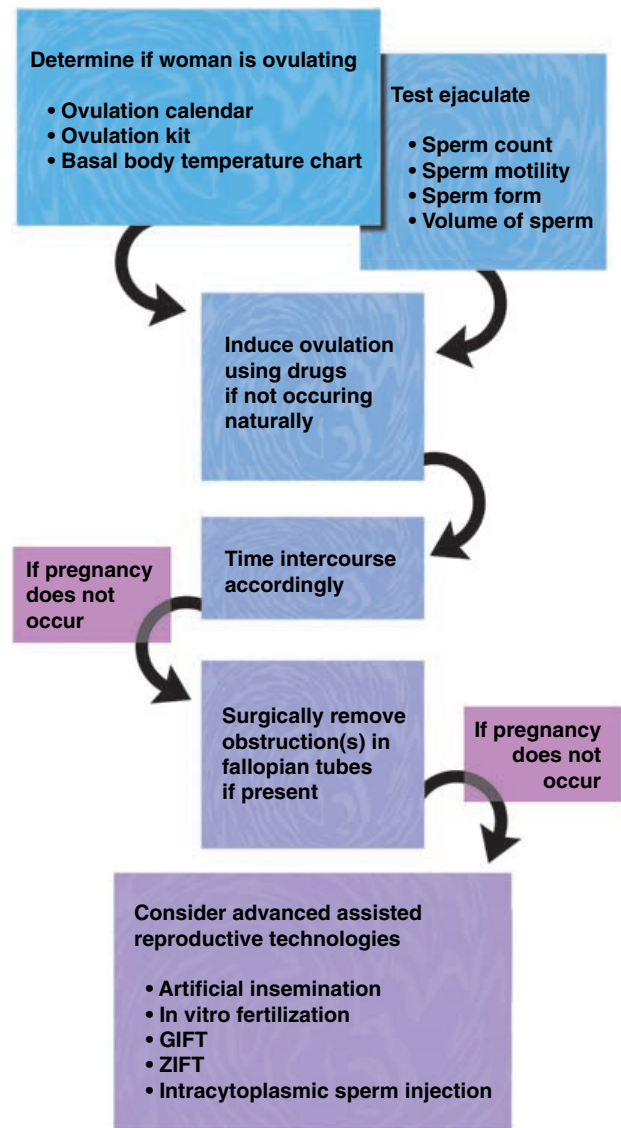 Determine if woman is ovulating
• Ovulation calendar
• Ovulation kit
• Basal body temperature chart
Test ejaculate
• Sperm count
• Sperm motility
• Sperm form
• Volume of sperm
Induce ovulation
using drugs
if not occuring
naturally
Time intercourse
accordingly
If pregnancy
does not
occur
Surgically remove
obstruction(s) in
fallopian tubes
if present
If pregnancy
does not
occur
Consider advanced assisted
reproductive technologies
• Artificial insemination
• In vitro fertilization
• GIFT
• ZIFT
• Intracytoplasmic sperm injection